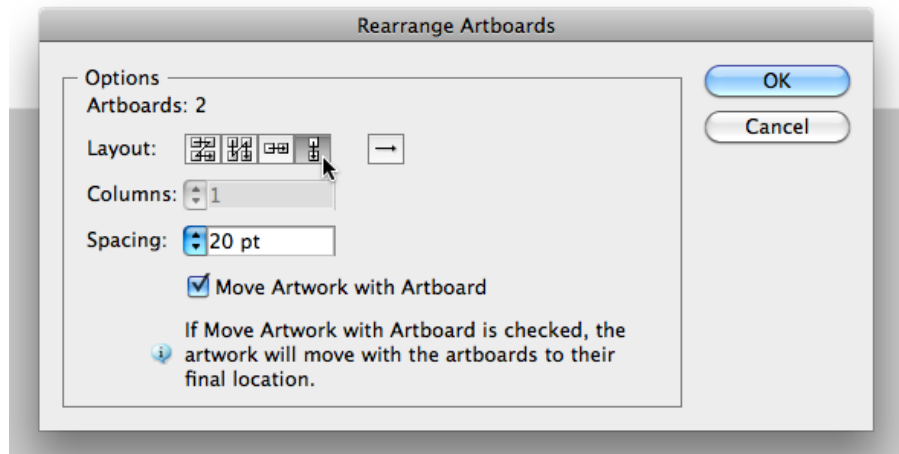 Rearrange Artboards
Options
Artboards: 2
OK
Cancel
Layout:
Columns: 1
Spacing: 20 pt
Move Artwork with Artboard
If Move Artwork with Artboard is checked, the
artwork will move with the artboards to their
final location.